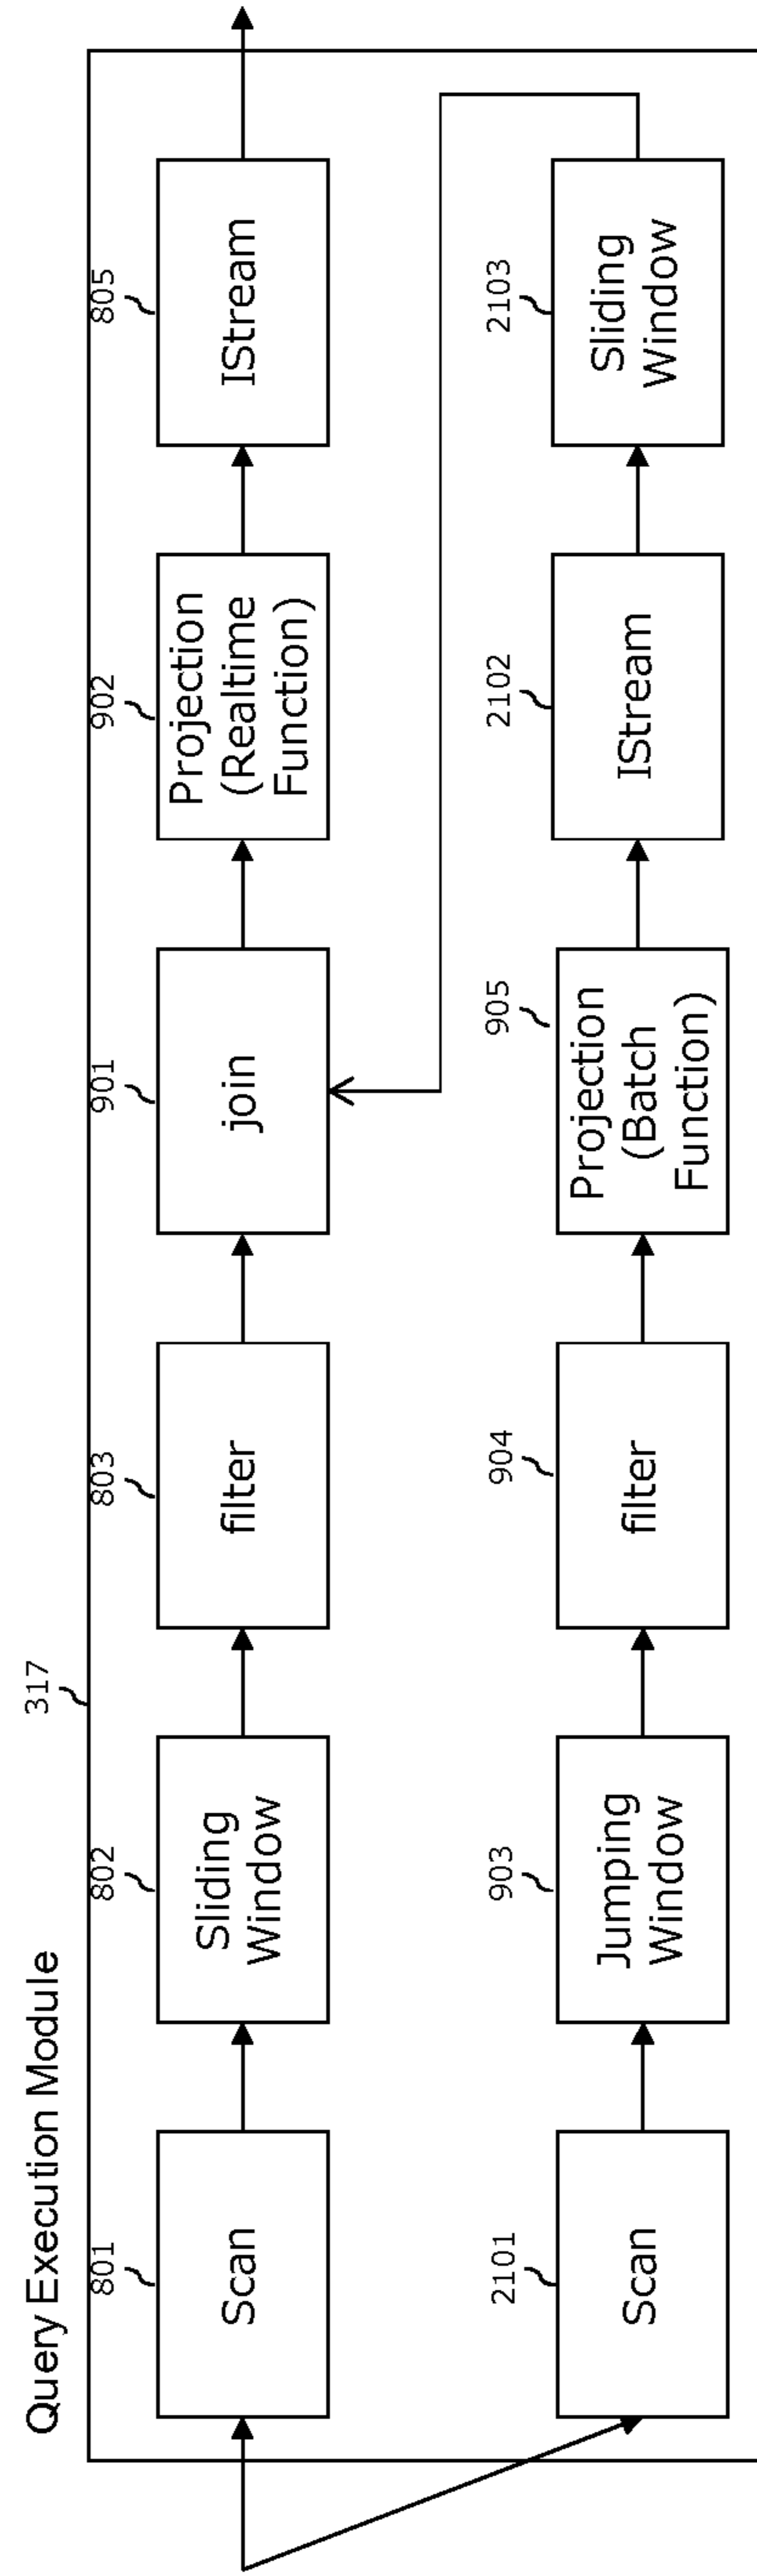 Query Execution Module
317
801
Scan
802
Sliding
Window
803
filter
901
join
902
Projection
(Realtime
Function)
805
IStream
2101
Scan
903
Jumping
Window
904
filter
905
Projection
(Batch
Function)
2102
IStream
2103
Sliding
Window